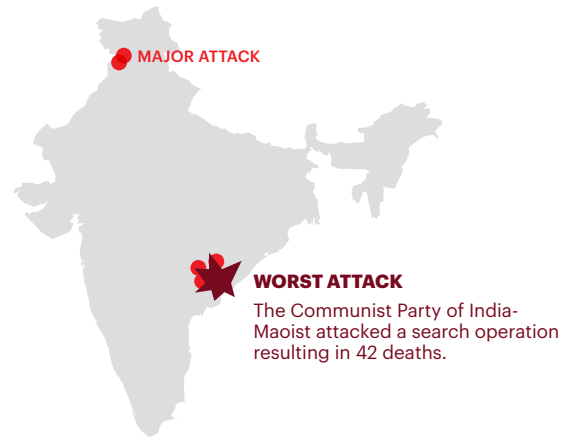 MAJOR ATTACK
WORST ATTACK
The Communist Party of India-
Maoist attacked a search operation
resulting in 42 deaths.